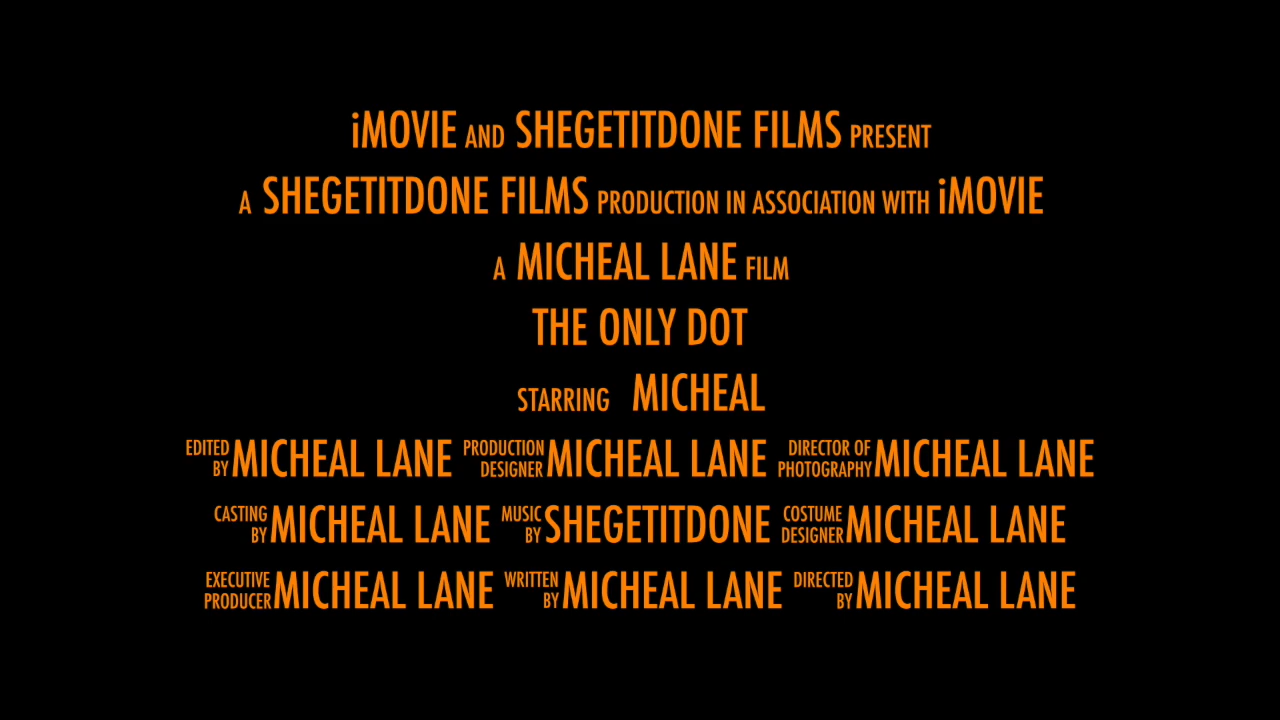 iMOVIE AND SHEGETITDONE FILMS PRESENT
A SHEGETITDONE FILMS PRODUCTION IN ASSOCIATION WITH iMOVIE
A MICHEAL LANE FILM
THE ONLY DOT
STARRING MICHEAL
EDITED BY MICHEAL LANE PRODUCTION DESIGNER MICHEAL LANE DIRECTOR OF PHOTOGRAPHY MICHEAL LANE
CASTING BY MICHEAL LANE MUSIC BY SHEGETITDONE COSTUME DESIGNER MICHEAL LANE
EXECUTIVE PRODUCER MICHEAL LANE WRITTEN BY MICHEAL LANE DIRECTED BY MICHEAL LANE